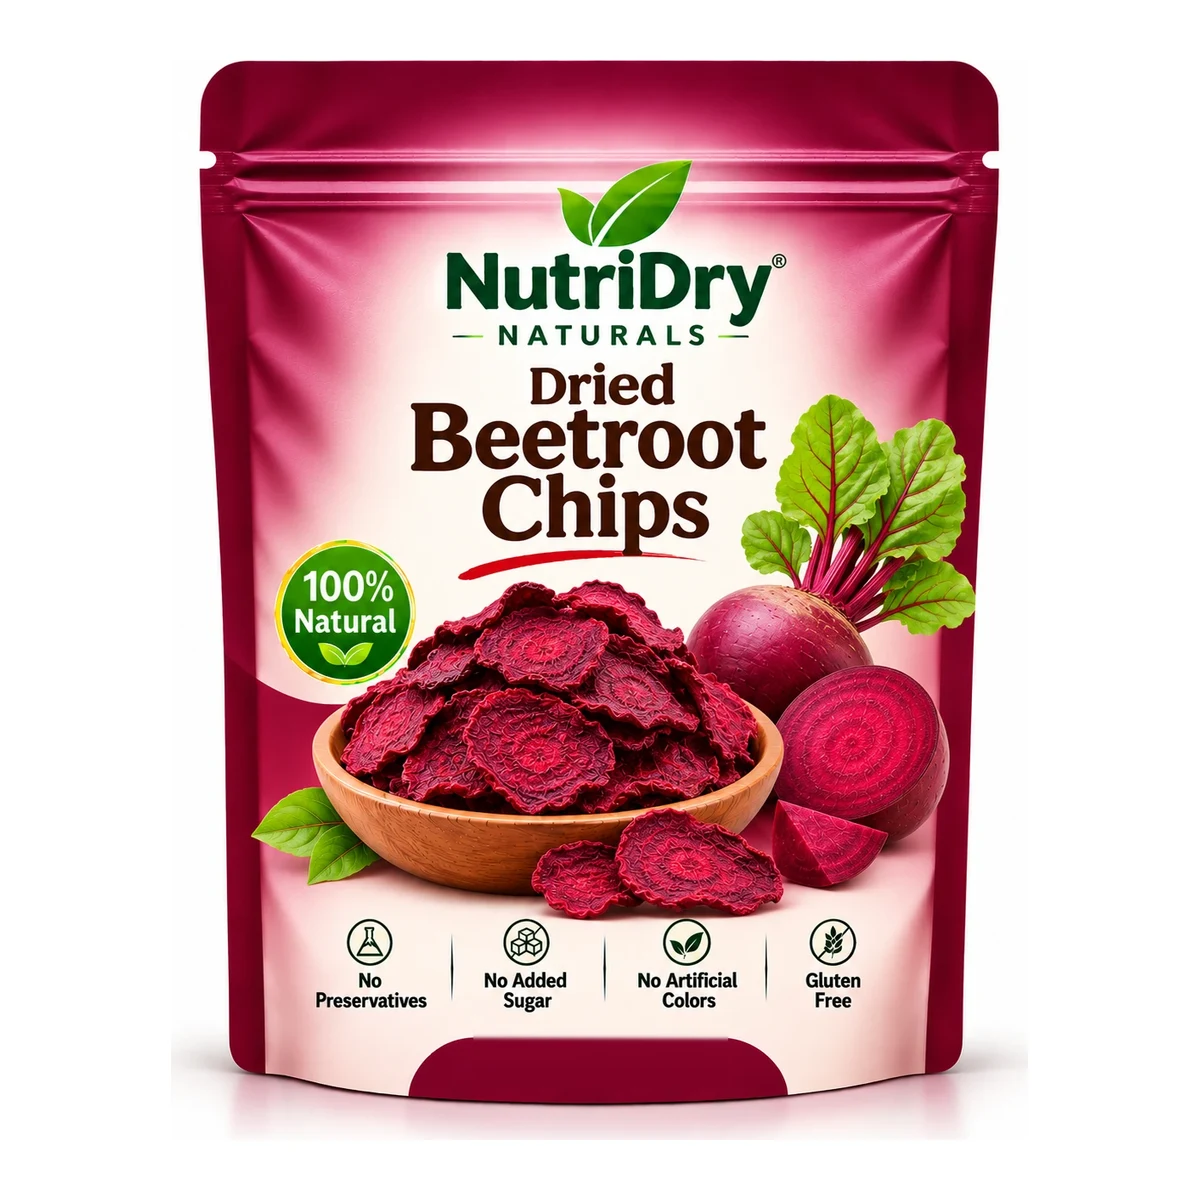 NutriDry®
NATURALS
Dried
Beetroot
Chips
100%
Natural
No
Preservatives
No Added
Sugar
No Artificial
Colors
Gluten
Free